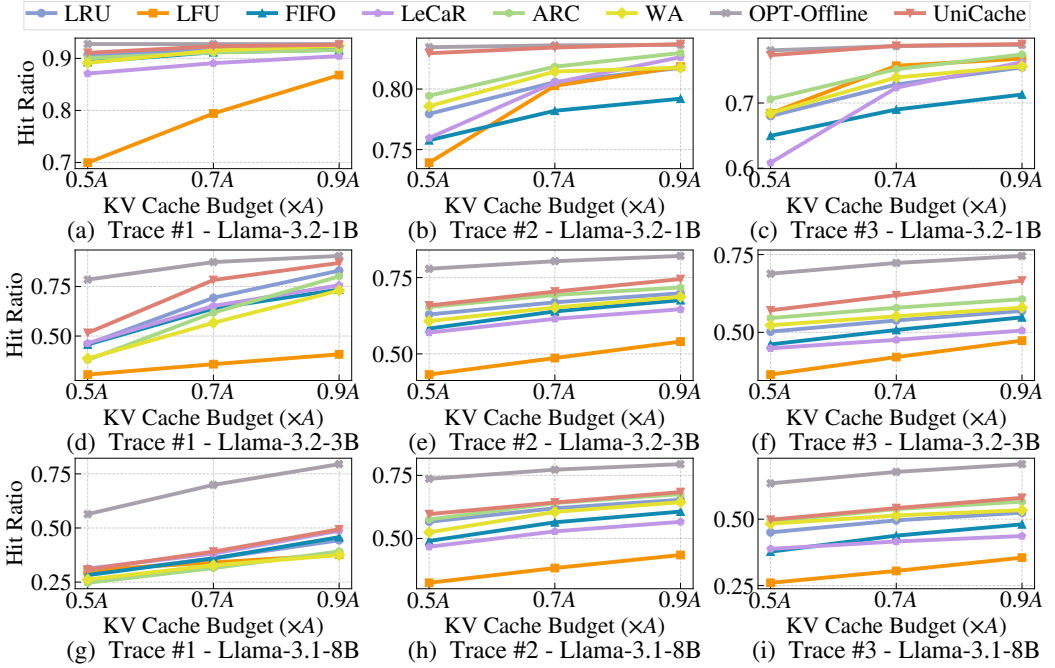 LRU LFU FIFO LeCaR ARC WA OPT-Offline UniCache
Hit Ratio
0.9
0.8
0.7
0.5A 0.7A 0.9A
KV Cache Budget (×A)
(a) Trace #1 - Llama-3.2-1B
0.80
0.75
0.5A 0.7A 0.9A
KV Cache Budget (×A)
(b) Trace #2 - Llama-3.2-1B
0.7
0.6
0.5A 0.7A 0.9A
KV Cache Budget (×A)
(c) Trace #3 - Llama-3.2-1B
Hit Ratio
0.75
0.50
0.5A 0.7A 0.9A
KV Cache Budget (×A)
(d) Trace #1 - Llama-3.2-3B
0.75
0.50
0.5A 0.7A 0.9A
KV Cache Budget (×A)
(e) Trace #2 - Llama-3.2-3B
0.75
0.50
0.5A 0.7A 0.9A
KV Cache Budget (×A)
(f) Trace #3 - Llama-3.2-3B
Hit Ratio
0.75
0.50
0.25
0.5A 0.7A 0.9A
KV Cache Budget (×A)
(g) Trace #1 - Llama-3.1-8B
0.75
0.50
0.5A 0.7A 0.9A
KV Cache Budget (×A)
(h) Trace #2 - Llama-3.1-8B
0.50
0.25
0.5A 0.7A 0.9A
KV Cache Budget (×A)
(i) Trace #3 - Llama-3.1-8B